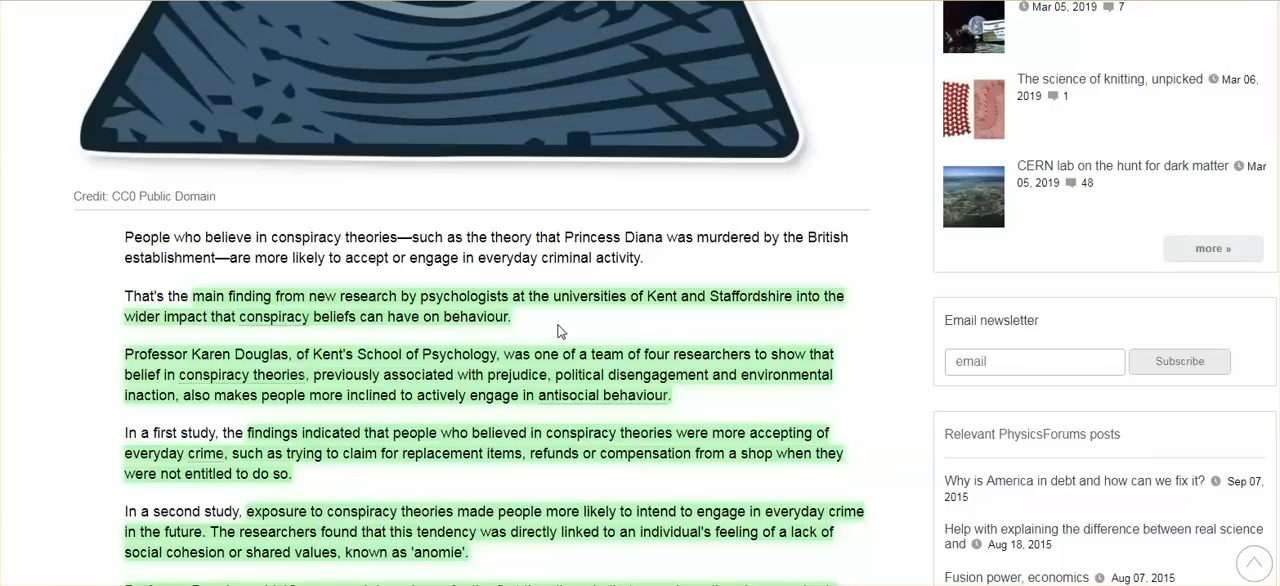 Mar 05, 2019 7
The science of knitting, unpicked Mar 06,
2019 1
CERN lab on the hunt for dark matter Mar
05, 2019 48
more »
Credit: CC0 Public Domain
People who believe in conspiracy theories—such as the theory that Princess Diana was murdered by the British
establishment—are more likely to accept or engage in everyday criminal activity.
That's the main finding from new research by psychologists at the universities of Kent and Staffordshire into the
wider impact that conspiracy beliefs can have on behaviour.
Professor Karen Douglas, of Kent's School of Psychology, was one of a team of four researchers to show that
belief in conspiracy theories, previously associated with prejudice, political disengagement and environmental
inaction, also makes people more inclined to actively engage in antisocial behaviour.
In a first study, the findings indicated that people who believed in conspiracy theories were more accepting of
everyday crime, such as trying to claim for replacement items, refunds or compensation from a shop when they
were not entitled to do so.
In a second study, exposure to conspiracy theories made people more likely to intend to engage in everyday crime
in the future. The researchers found that this tendency was directly linked to an individual's feeling of a lack of
social cohesion or shared values, known as 'anomie'.
Email newsletter
email
Subscribe
Relevant PhysicsForums posts
Why is America in debt and how can we fix it? Sep 07,
2015
Help with explaining the difference between real science
and Aug 18, 2015
Fusion power, economics Aug 07, 2015